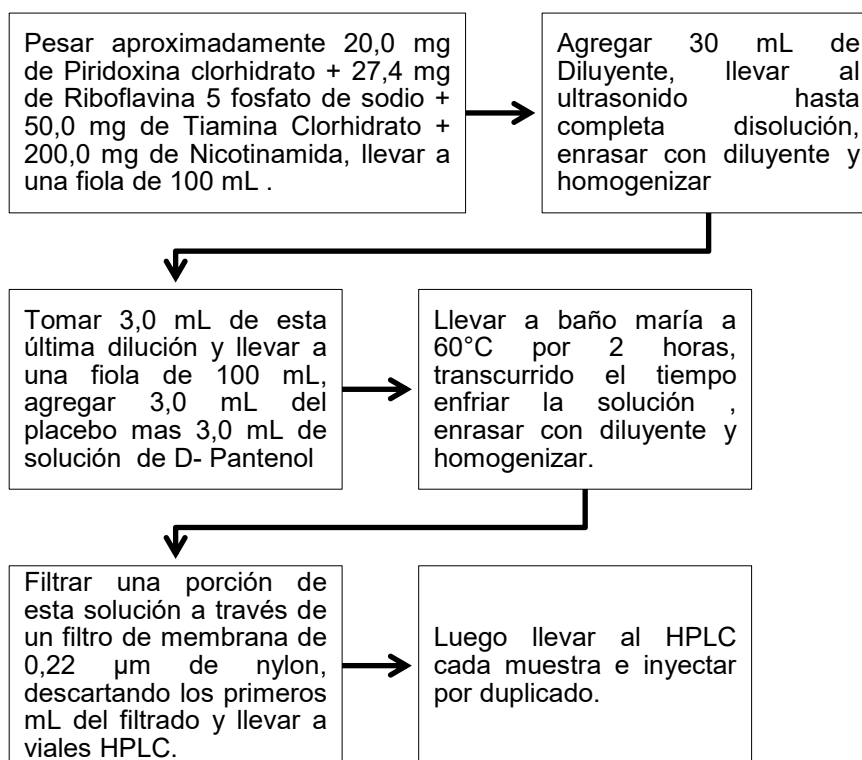 Pesar aproximadamente 20,0 mg
de Piridoxina clorhidrato + 27,4 mg
de Riboflavina 5 fosfato de sodio +
50,0 mg de Tiamina Clorhidrato +
200,0 mg de Nicotinamida, llevar a
una fiola de 100 mL .
Agregar 30 mL de
Diluyente, llevar al
ultrasonido hasta
completa disolución,
enrasar con diluyente y
homogenizar
Tomar 3,0 mL de esta
última dilución y llevar a
una fiola de 100 mL,
agregar 3,0 mL del
placebo mas 3,0 mL de
solución de D- Pantenol
Llevar a baño maría a
60°C por 2 horas,
transcurrido el tiempo
enfriar la solución ,
enrasar con diluyente y
homogenizar.
Filtrar una porción de
esta solución a través de
un filtro de membrana de
0,22 µm de nylon,
descartando los primeros
mL del filtrado y llevar a
viales HPLC.
Luego llevar al HPLC
cada muestra e inyectar
por duplicado.